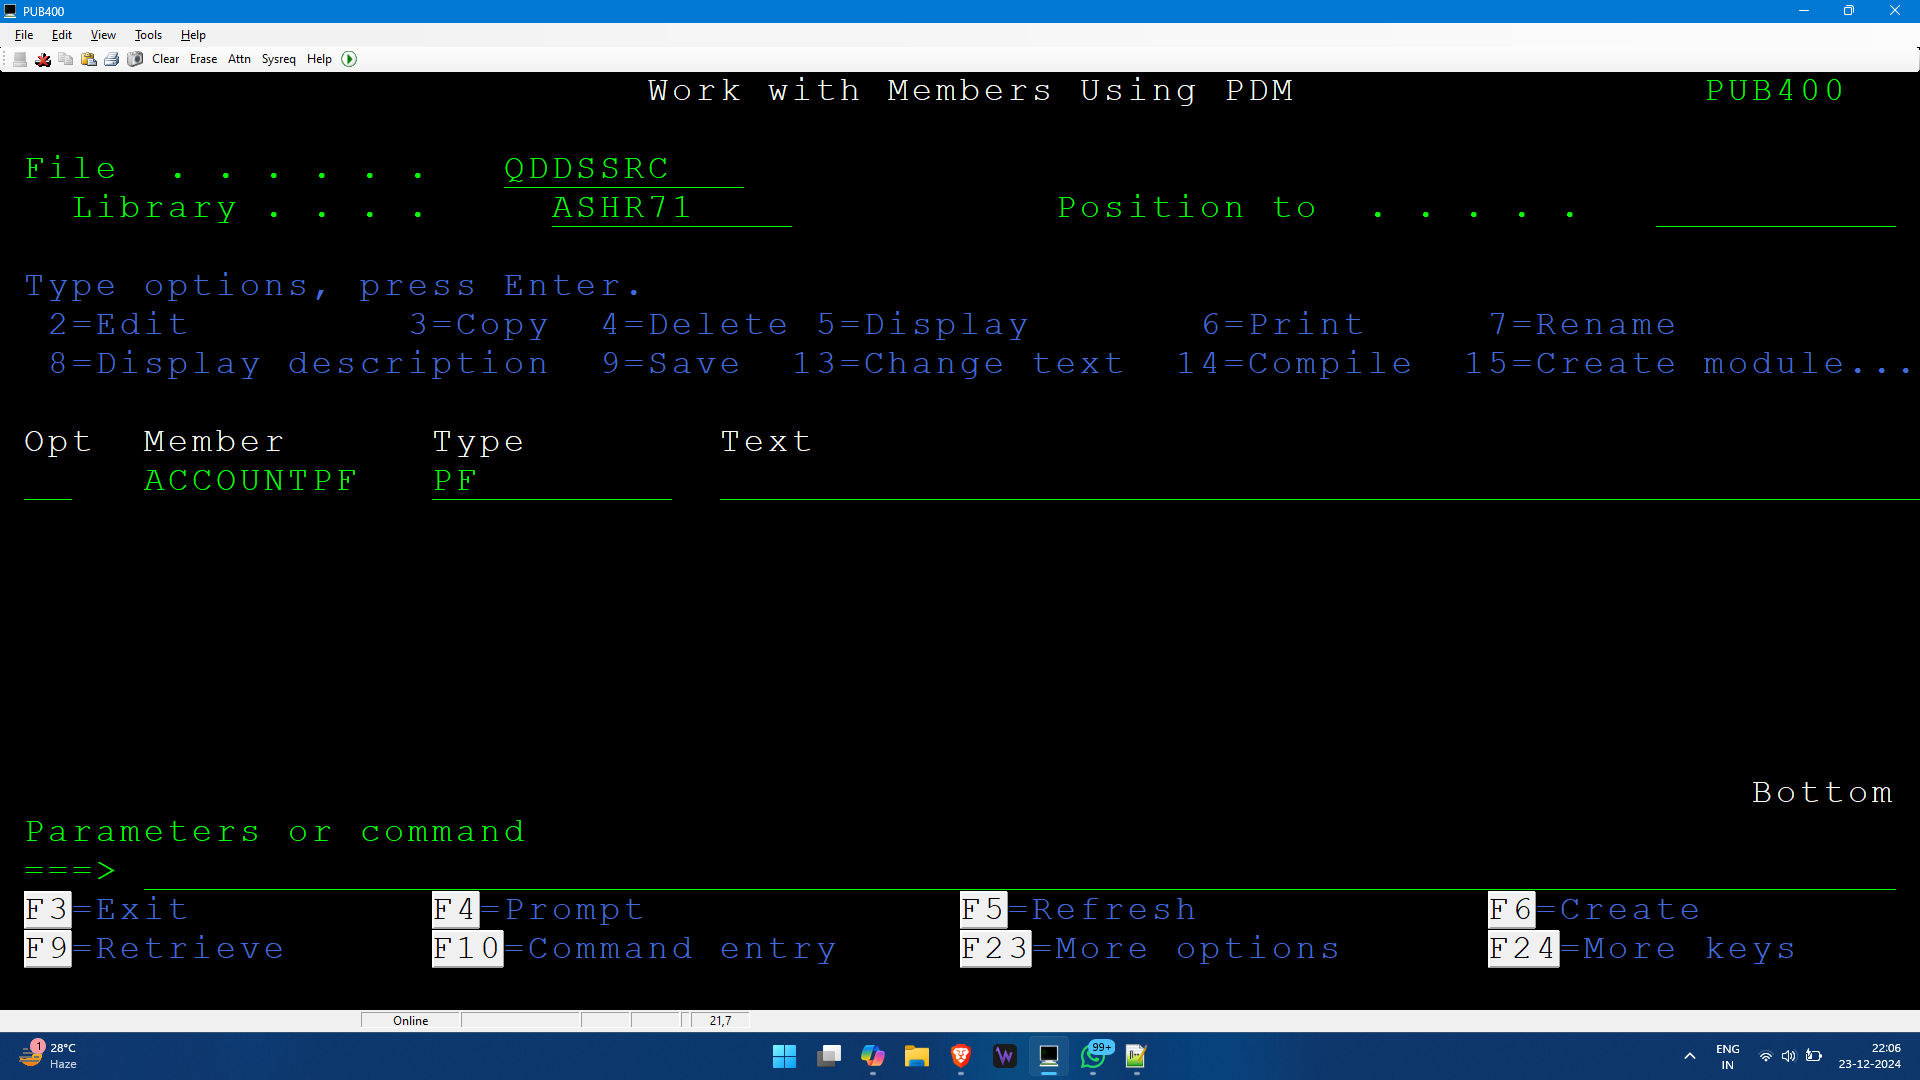 PUB400
File Edit View Tools Help
Clear Erase Attn Sysreq Help
Work with Members Using PDM PUB400
File . . . . . . QDDSSRC
Library . . . . ASHR71 Position to . . . . .
Type options, press Enter.
2=Edit 3=Copy 4=Delete 5=Display 6=Print 7=Rename
8=Display description 9=Save 13=Change text 14=Compile 15=Create module...
Opt Member Type Text
ACCOUNTPF PF
Bottom
Parameters or command
===>
F3=Exit F4=Prompt F5=Refresh F6=Create
F9=Retrieve F10=Command entry F23=More options F24=More keys
Online 21,7
1 28°C
Haze
99+
ENG
IN
22:06
23-12-2024